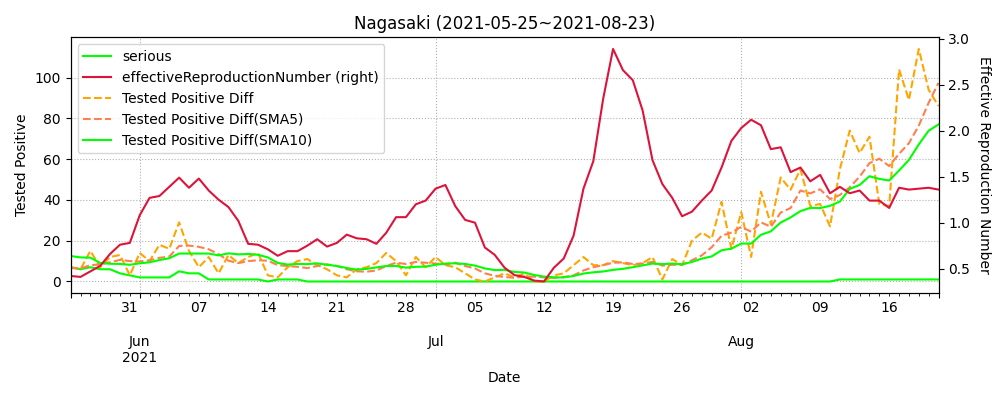 Nagasaki (2021-05-25~2021-08-23)
serious
effectiveReproductionNumber (right)
Tested Positive Diff
Tested Positive Diff(SMA5)
Tested Positive Diff(SMA10)
Tested Positive
100
80
60
40
20
0
3.0
2.5
2.0
1.5
1.0
0.5
Effective Reproduction Number
31 07 14 21 28 05 12 19 26 02 09 16
Jun Jul Aug
2021
Date